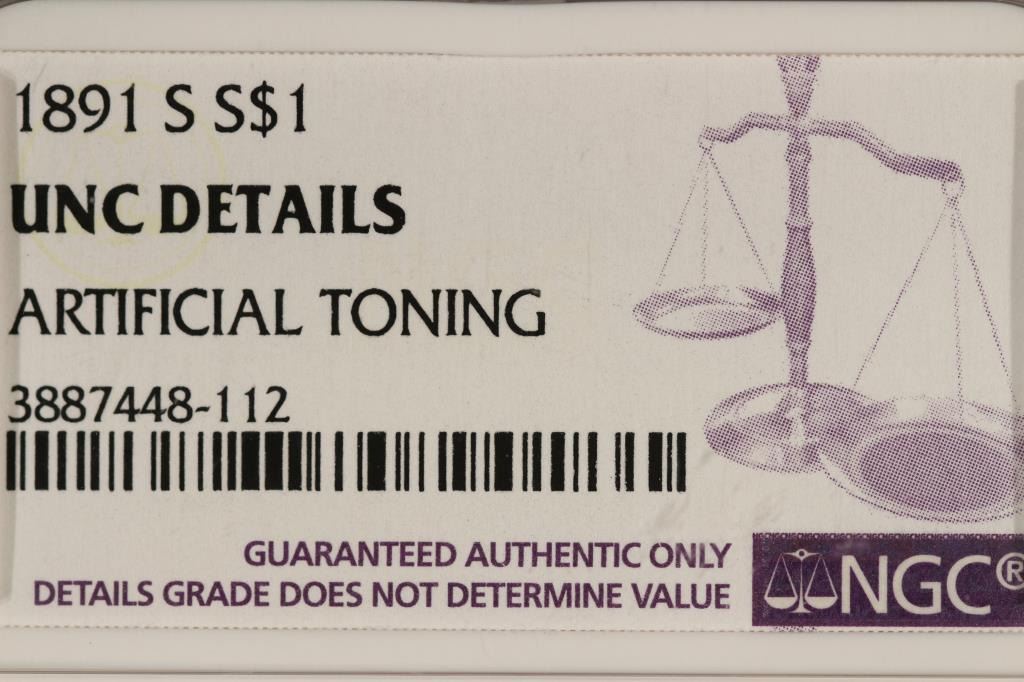 1891 S S$1
UNC DETAILS
ARTIFICIAL TONING
3887448-112
GUARANTEED AUTHENTIC ONLY
DETAILS GRADE DOES NOT DETERMINE VALUE
NGC®